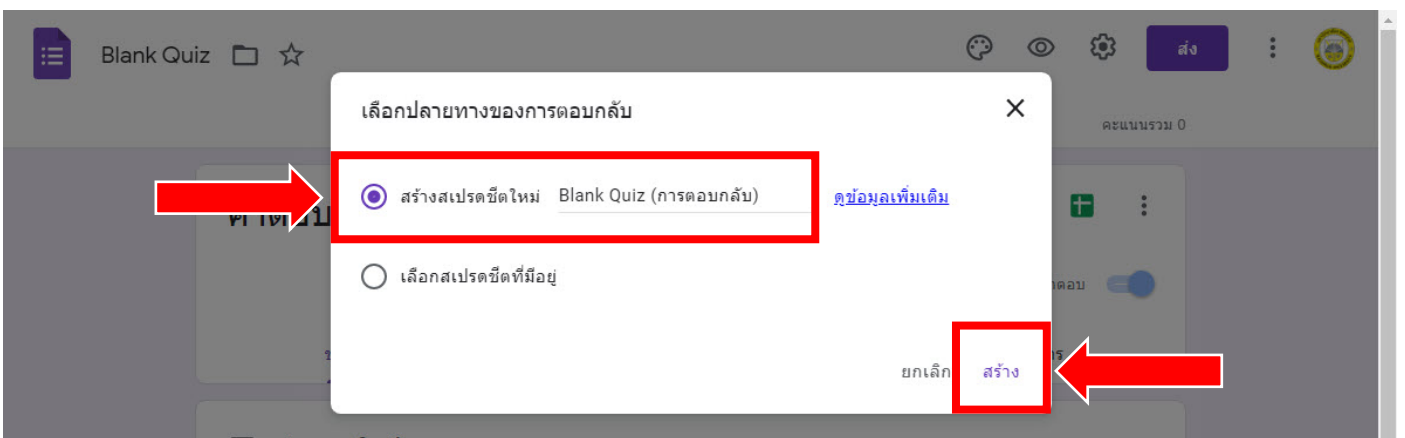 Blank Quiz
ส่ง
เลือกปลายทางของการตอบกลับ
คะแนนรวม 0
สร้างสเปรดชีตใหม่ Blank Quiz (การตอบกลับ) ดูข้อมูลเพิ่มเติม
เลือกสเปรดชีตที่มีอยู่
ยกเลิก สร้าง